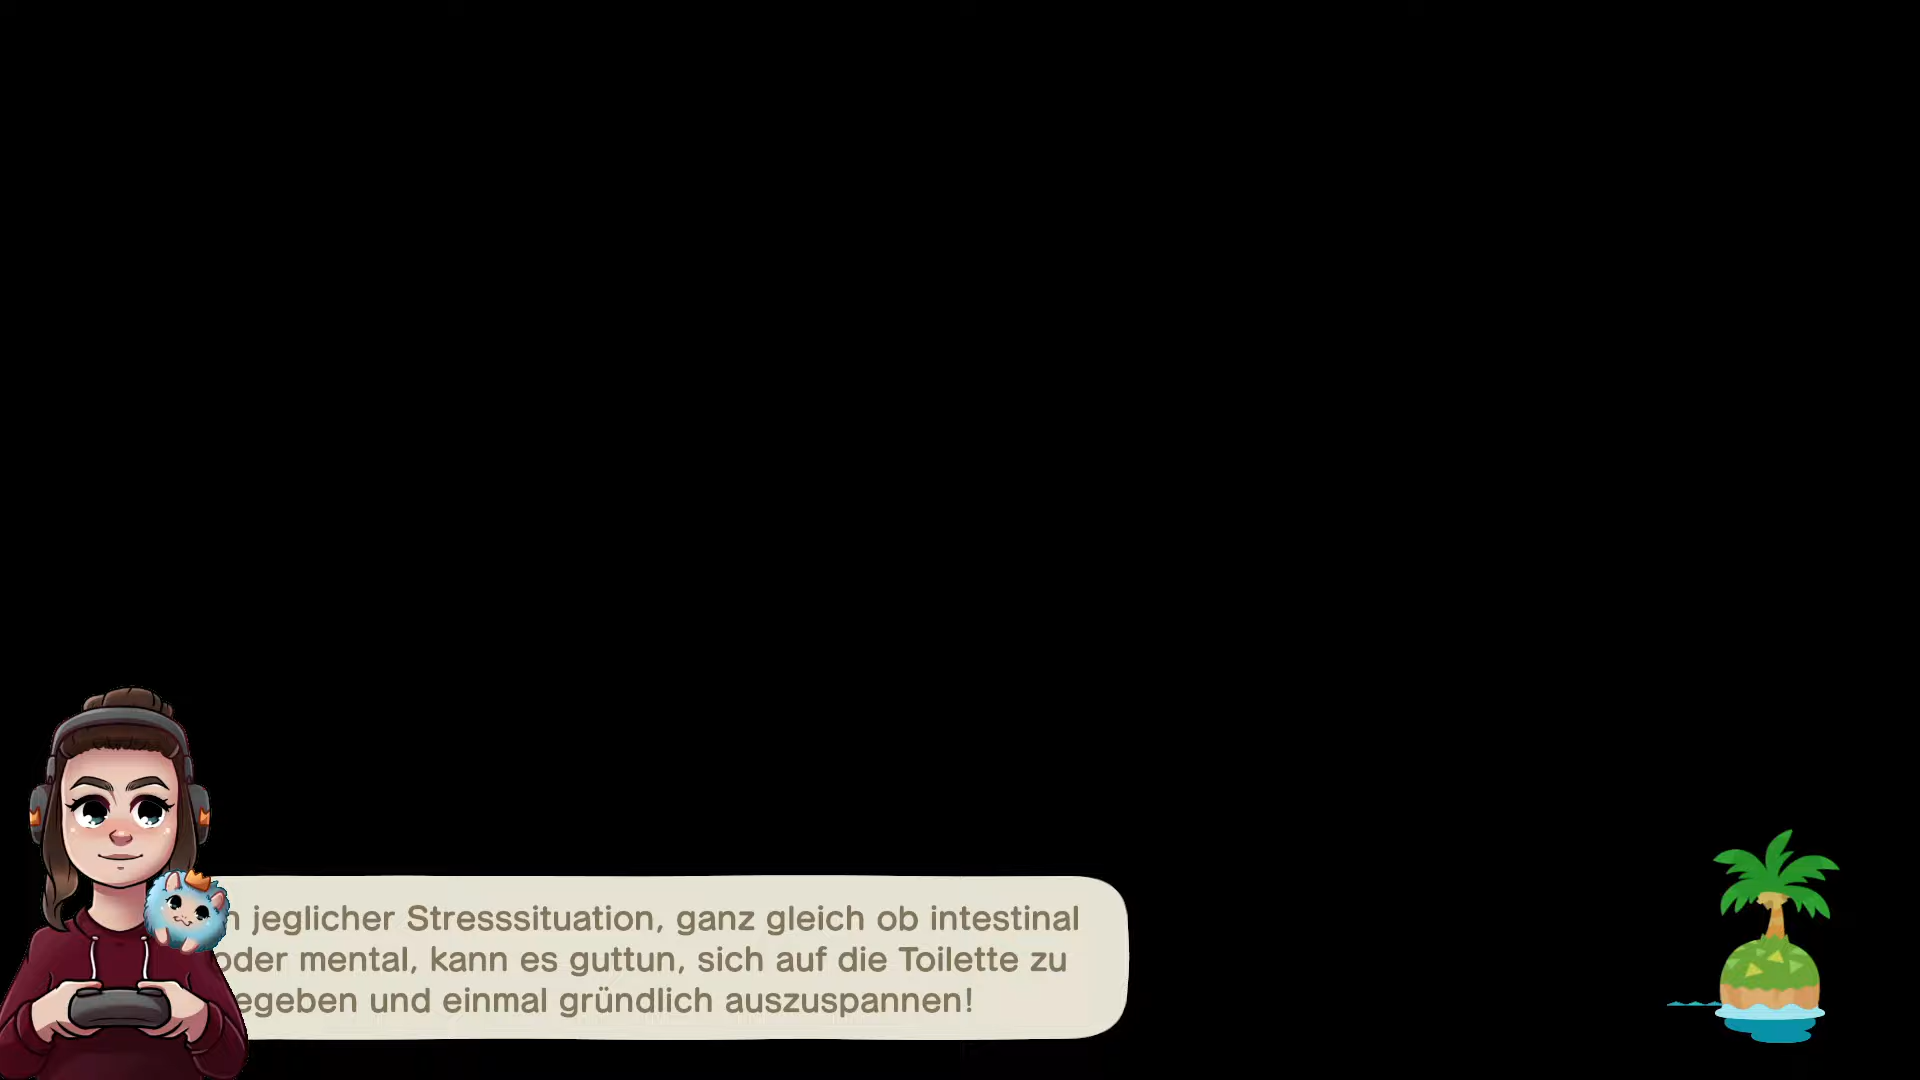 jeglicher Stresssituation, ganz gleich ob intestinal
oder mental, kann es guttun, sich auf die Toilette zu
egeben und einmal gründlich auszuspannen!